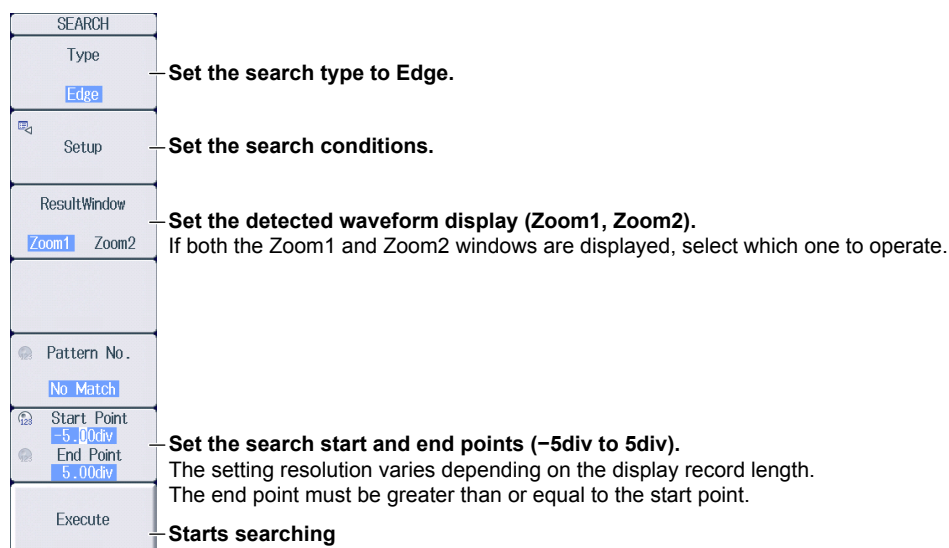 SEARCH
Type
Edge
Set the search type to Edge.
Setup
Set the search conditions.
ResultWindow
Zoom1 Zoom2
Set the detected waveform display (Zoom1, Zoom2).
If both the Zoom1 and Zoom2 windows are displayed, select which one to operate.
Pattern No.
No Match
Start Point
-5.00div
End Point
5.00div
Set the search start and end points (−5div to 5div).
The setting resolution varies depending on the display record length.
The end point must be greater than or equal to the start point.
Execute
Starts searching